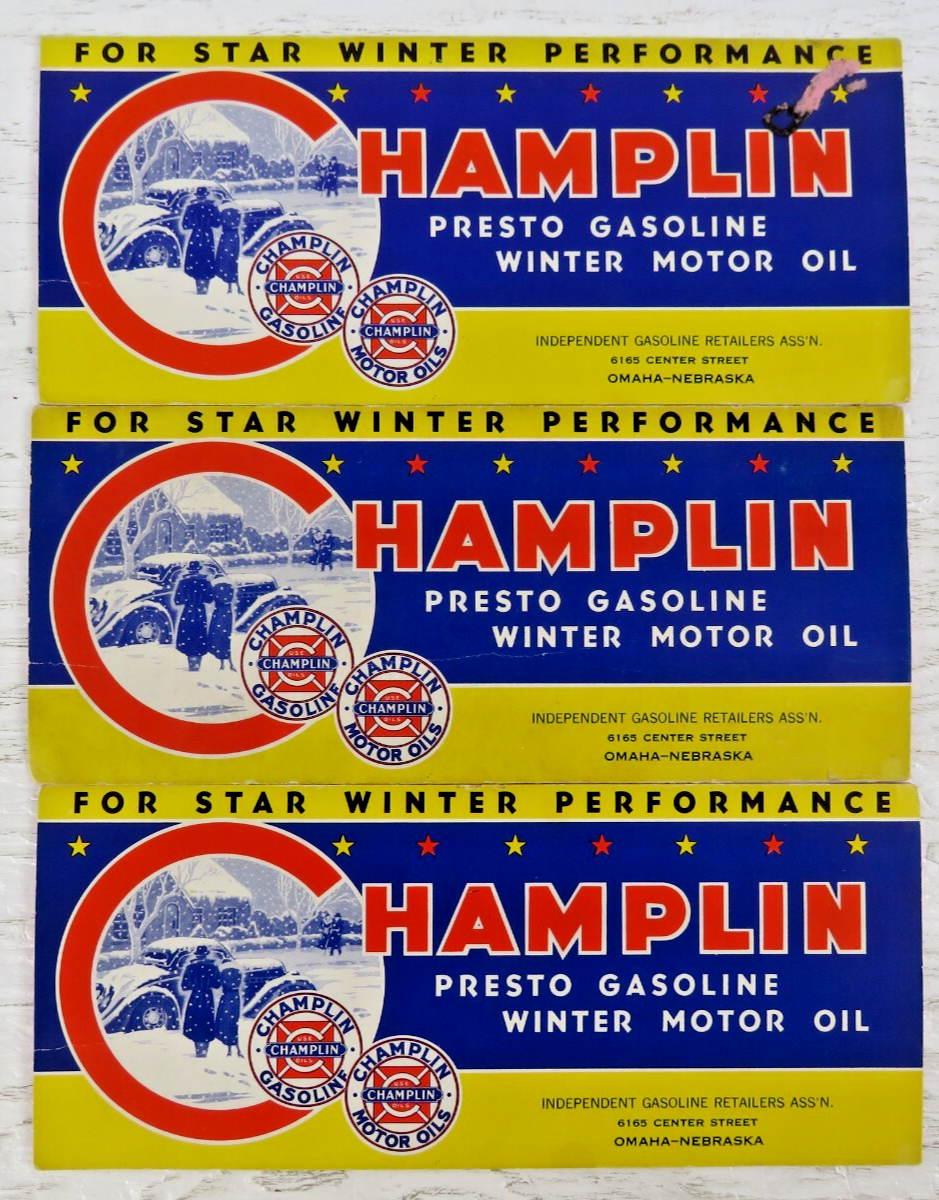 FOR STAR WINTER PERFORMANCE
CHAMPLIN
PRESTO GASOLINE
WINTER MOTOR OIL
CHAMPLIN
USE
CHAMPLIN
OILS
GASOLINE
CHAMPLIN
USE
CHAMPLIN
OILS
MOTOR OILS
INDEPENDENT GASOLINE RETAILERS ASS'N.
6165 CENTER STREET
OMAHA–NEBRASKA
FOR STAR WINTER PERFORMANCE
CHAMPLIN
PRESTO GASOLINE
WINTER MOTOR OIL
CHAMPLIN
USE
CHAMPLIN
OILS
GASOLINE
CHAMPLIN
USE
CHAMPLIN
OILS
MOTOR OILS
INDEPENDENT GASOLINE RETAILERS ASS'N.
6165 CENTER STREET
OMAHA–NEBRASKA
FOR STAR WINTER PERFORMANCE
CHAMPLIN
PRESTO GASOLINE
WINTER MOTOR OIL
CHAMPLIN
USE
CHAMPLIN
OILS
GASOLINE
CHAMPLIN
USE
CHAMPLIN
OILS
MOTOR OILS
INDEPENDENT GASOLINE RETAILERS ASS'N.
6165 CENTER STREET
OMAHA–NEBRASKA